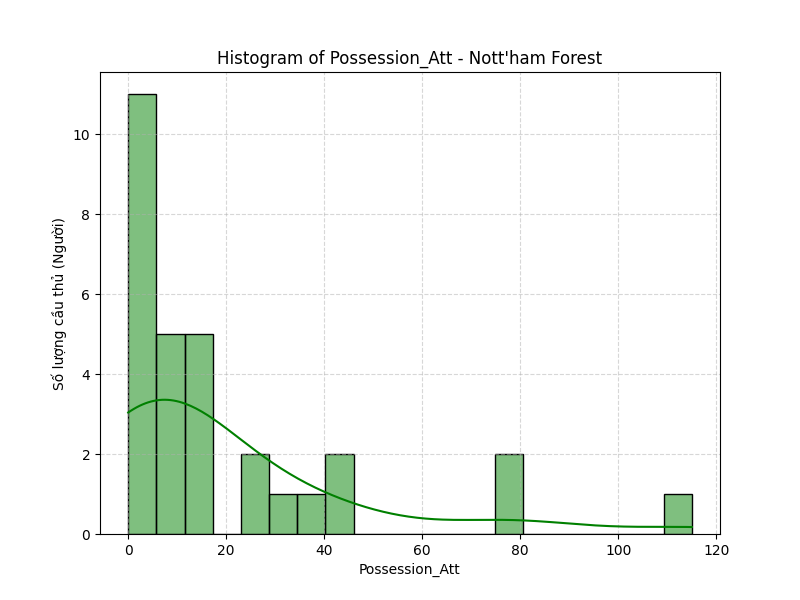 Histogram of Possession_Att - Nott'ham Forest
Số lượng cầu thủ (Người)
10
8
6
4
2
0
0 20 40 60 80 100 120
Possession_Att